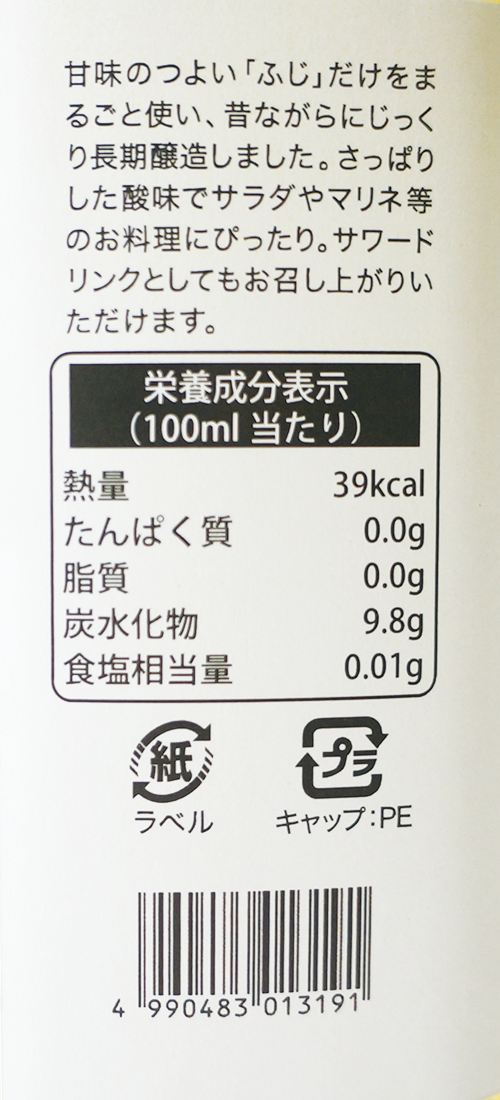 甘味のつよい「ふじ」だけをま
るごと使い、昔ながらにじっく
り長期醸造しました。さっぱり
した酸味でサラダやマリネ等
のお料理にぴったり。サワード
リンクとしてもお召し上がりい
ただけます。
栄養成分表示
(100ml 当たり)
熱量 39kcal
たんぱく質 0.0g
脂質 0.0g
炭水化物 9.8g
食塩相当量 0.01g
紙 プラ
ラベル キャップ:PE
4 990483 013191